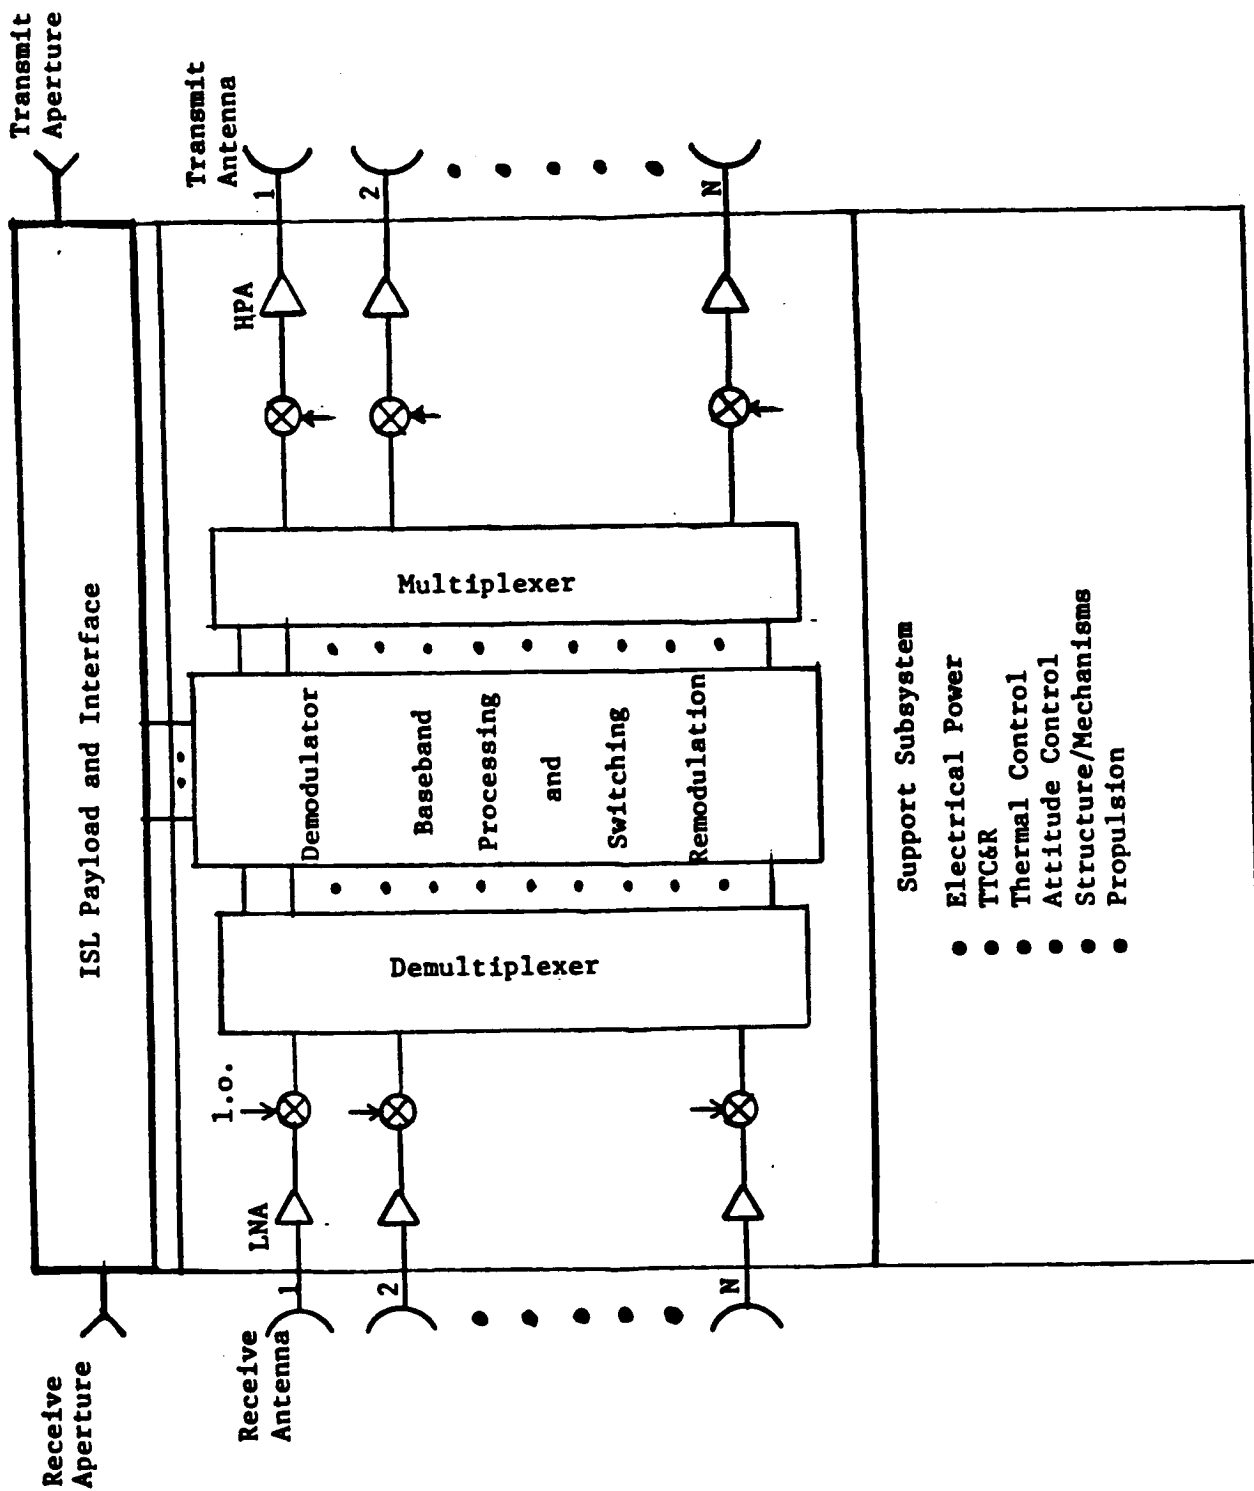 Receive
Aperture
Transmit
Aperture
ISL Payload and Interface
Receive
Antenna
1
LNA
l.o.
2
N
Demultiplexer
Demodulator
Baseband
Processing
and
Switching
Remodulation
Multiplexer
HPA
Transmit
Antenna
1
2
N
Support Subsystem
• Electrical Power
• TTC&R
• Thermal Control
• Attitude Control
• Structure/Mechanisms
• Propulsion